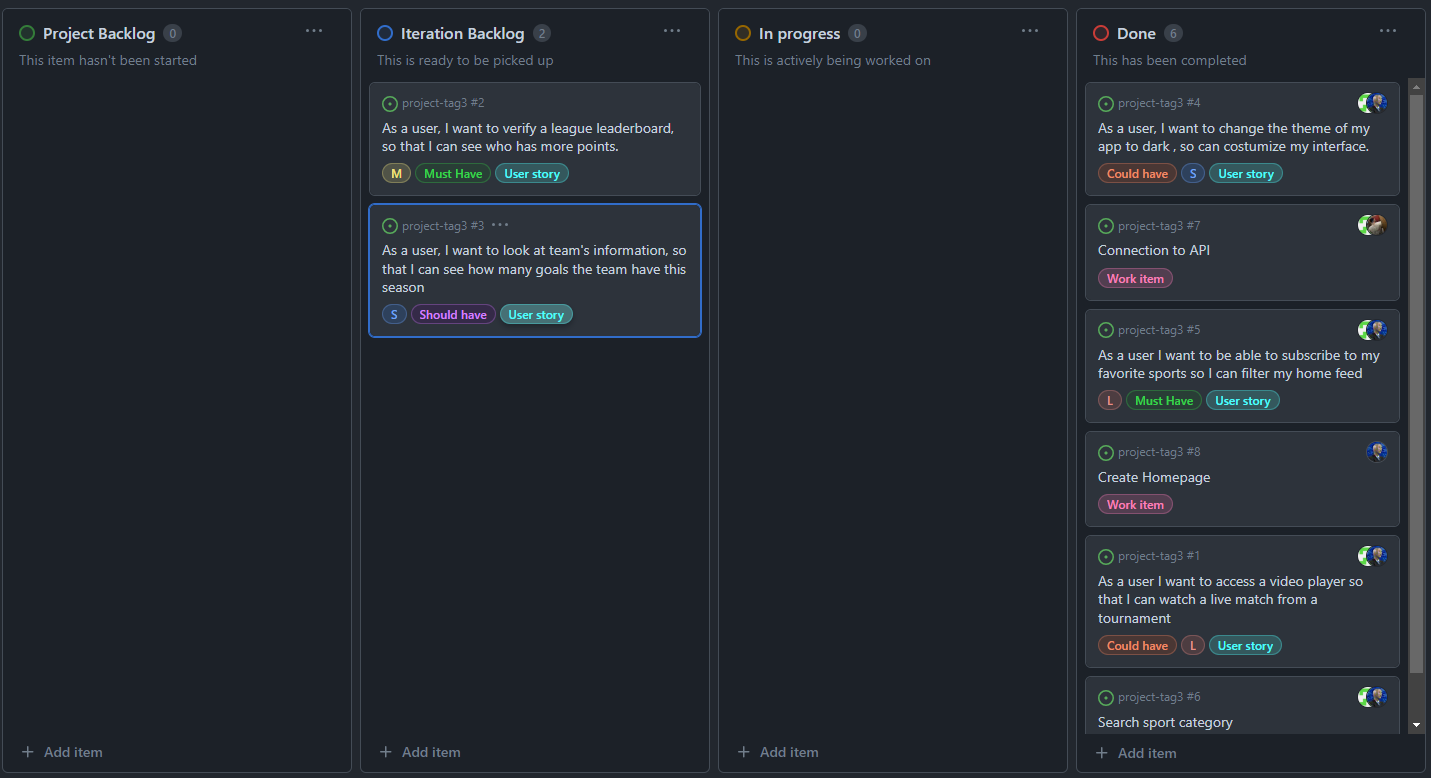 Project Backlog 0
This item hasn't been started
Add item
Iteration Backlog 2
This is ready to be picked up
project-tag3 #2
As a user, I want to verify a league leaderboard,
so that I can see who has more points.
M Must Have User story
project-tag3 #3
As a user, I want to look at team's information, so
that I can see how many goals the team have this
season
S Should have User story
Add item
In progress 0
This is actively being worked on
Add item
Done 6
This has been completed
project-tag3 #4
As a user, I want to change the theme of my
app to dark , so can costumize my interface.
Could have S User story
project-tag3 #7
Connection to API
Work item
project-tag3 #5
As a user I want to be able to subscribe to my
favorite sports so I can filter my home feed
L Must Have User story
project-tag3 #8
Create Homepage
Work item
project-tag3 #1
As a user I want to access a video player so
that I can watch a live match from a
tournament
Could have L User story
project-tag3 #6
Search sport category
Add item